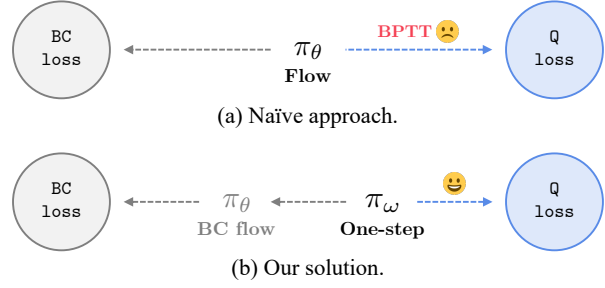 BC
loss
π_θ
Flow
BPTT
Q
loss
(a) Naïve approach.
BC
loss
π_θ
BC flow
π_ω
One-step
Q
loss
(b) Our solution.